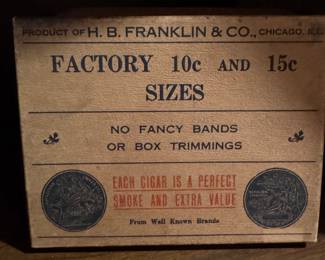 PRODUCT OF H. B. FRANKLIN & CO., CHICAGO, ILL.
FACTORY 10c AND 15c
SIZES
NO FANCY BANDS
OR BOX TRIMMINGS
EACH CIGAR IS A PERFECT
SMOKE AND EXTRA VALUE
From Well Known Brands